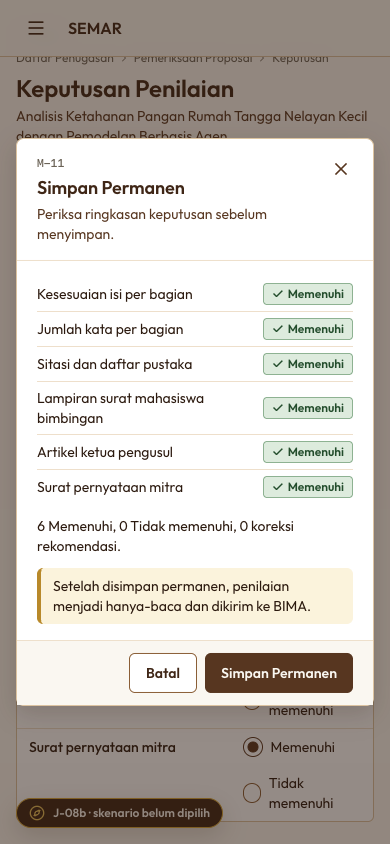 SEMAR
Daftar Penugasan > Pemeriksaan Proposal > Keputusan
Keputusan Penilaian
Analisis Ketahanan Pangan Rumah Tangga Nelayan Kecil
dengan Pemodelan Berbasis Agen
M-11
Simpan Permanen
Periksa ringkasan keputusan sebelum
menyimpan.
Kesesuaian isi per bagian
Memenuhi
Jumlah kata per bagian
Memenuhi
Sitasi dan daftar pustaka
Memenuhi
Lampiran surat mahasiswa
bimbingan
Memenuhi
Artikel ketua pengusul
Memenuhi
Surat pernyataan mitra
Memenuhi
6 Memenuhi, 0 Tidak memenuhi, 0 koreksi
rekomendasi.
Setelah disimpan permanen, penilaian
menjadi hanya-baca dan dikirim ke BIMA.
Batal
Simpan Permanen
memenuhi
Surat pernyataan mitra
Memenuhi
Tidak
memenuhi
J-08b · skenario belum dipilih